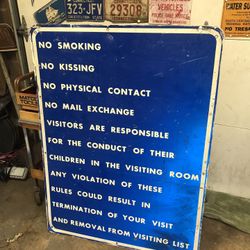 323·JFV
29308
VEHICLES
NO SMOKING
NO KISSING
NO PHYSICAL CONTACT
NO MAIL EXCHANGE
VISITORS ARE RESPONSIBLE
FOR THE CONDUCT OF THEIR
CHILDREN IN THE VISITING ROOM
ANY VIOLATION OF THESE
RULES COULD RESULT IN
TERMINATION OF YOUR VISIT
AND REMOVAL FROM VISITING LIST